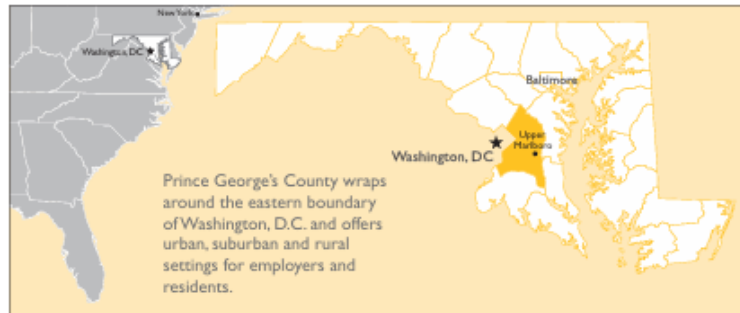 New York
Washington, DC
Baltimore
Upper
Marlboro
Washington, DC
Prince George's County wraps
around the eastern boundary
of Washington, D.C. and offers
urban, suburban and rural
settings for employers and
residents.